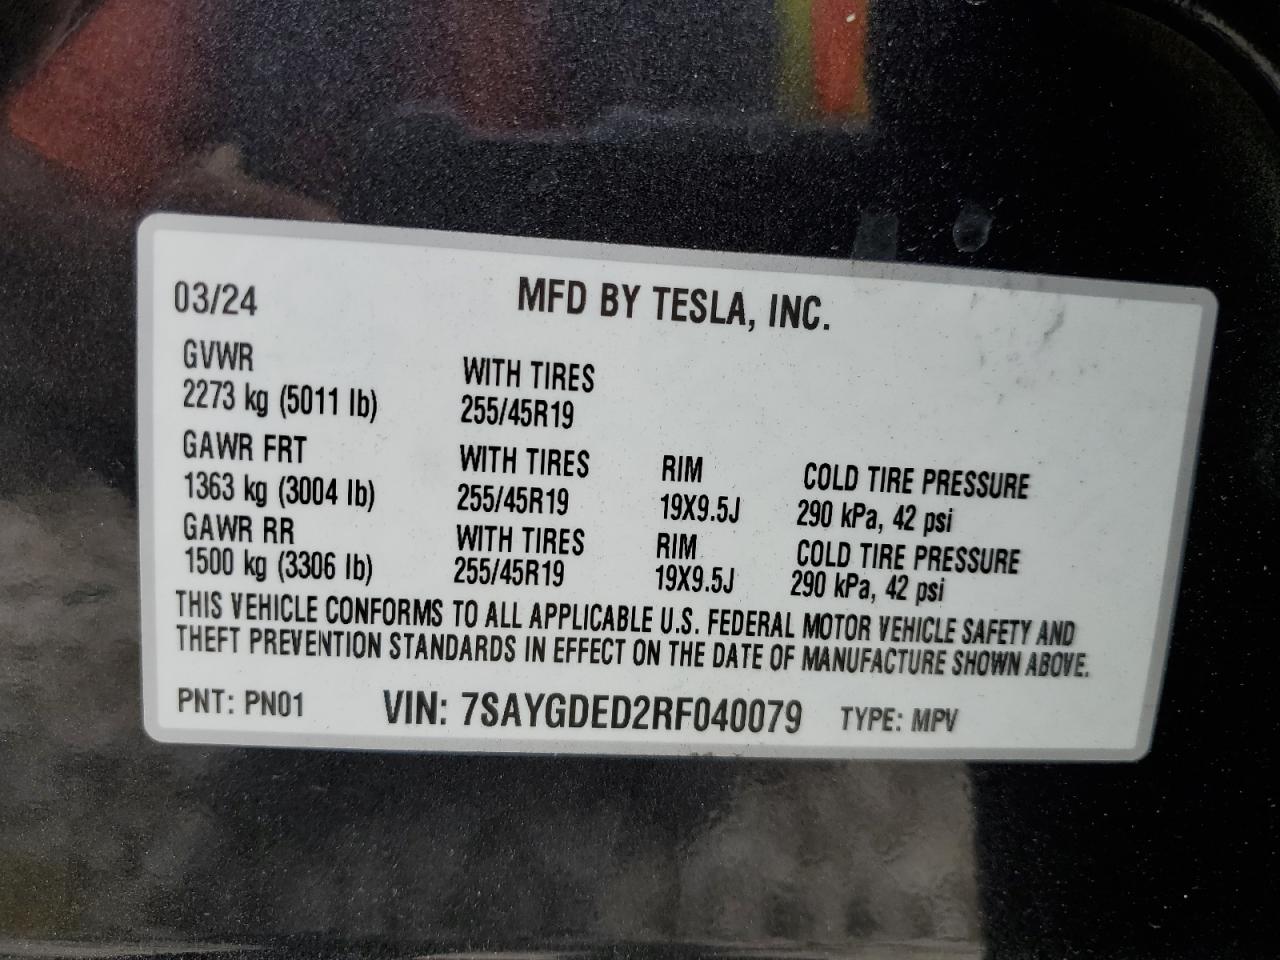 03/24 MFD BY TESLA, INC.
GVWR WITH TIRES
2273 kg (5011 lb) 255/45R19
GAWR FRT WITH TIRES RIM COLD TIRE PRESSURE
1363 kg (3004 lb) 255/45R19 19X9.5J 290 kPa, 42 psi
GAWR RR WITH TIRES RIM COLD TIRE PRESSURE
1500 kg (3306 lb) 255/45R19 19X9.5J 290 kPa, 42 psi
THIS VEHICLE CONFORMS TO ALL APPLICABLE U.S. FEDERAL MOTOR VEHICLE SAFETY AND
THEFT PREVENTION STANDARDS IN EFFECT ON THE DATE OF MANUFACTURE SHOWN ABOVE.
PNT: PN01 VIN: 7SAYGDED2RF040079 TYPE: MPV